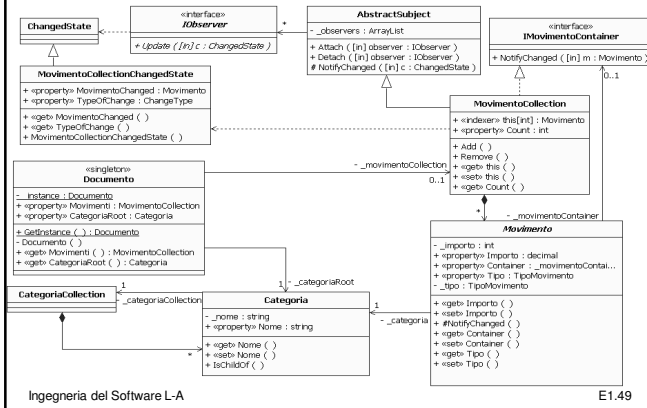 ChangedState
«interface»
IObserver
+ Update ( [in] c : ChangedState )
*
AbstractSubject
- _observers : ArrayList
+ Attach ( [in] observer : IObserver )
+ Detach ( [in] observer : IObserver )
# NotifyChanged ( [in] c : ChangedState )
«interface»
IMovimentoContainer
+ NotifyChanged ( [in] m : Movimento )
0..1
MovimentoCollectionChangedState
+ «property» MovimentoChanged : Movimento
+ «property» TypeOfChange : ChangeType
+ «get» MovimentoChanged ( )
+ «get» TypeOfChange ( )
+ MovimentoCollectionChangedState ( )
MovimentoCollection
+ «indexer» this[int] : Movimento
+ «property» Count : int
+ Add ( )
+ Remove ( )
+ «get» this ( )
+ «set» this ( )
+ «get» Count ( )
«singleton»
Documento
- _instance : Documento
+ «property» Movimenti : MovimentoCollection
+ «property» CategoriaRoot : Categoria
+ GetInstance ( ) : Documento
- Documento ( )
+ «get» Movimenti ( ) : MovimentoCollection
+ «get» CategoriaRoot ( ) : Categoria
- _movimentoCollection
0..1
*
- _movimentoContainer
Movimento
- _importo : int
+ «property» Importo : decimal
+ «property» Container : _movimentoContai...
+ «property» Tipo : TipoMovimento
- _tipo : TipoMovimento
+ «get» Importo ( )
+ «set» Importo ( )
+ #NotifyChanged ( )
+ «get» Container ( )
+ «set» Container ( )
+ «get» Tipo ( )
+ «set» Tipo ( )
CategoriaCollection
1
- _categoriaCollection
*
1
- _categoriaRoot
Categoria
- _nome : string
+ «property» Nome : string
+ «get» Nome ( )
+ «set» Nome ( )
+ IsChildOf ( )
1
- _categoria
Ingegneria del Software L-A
E1.49